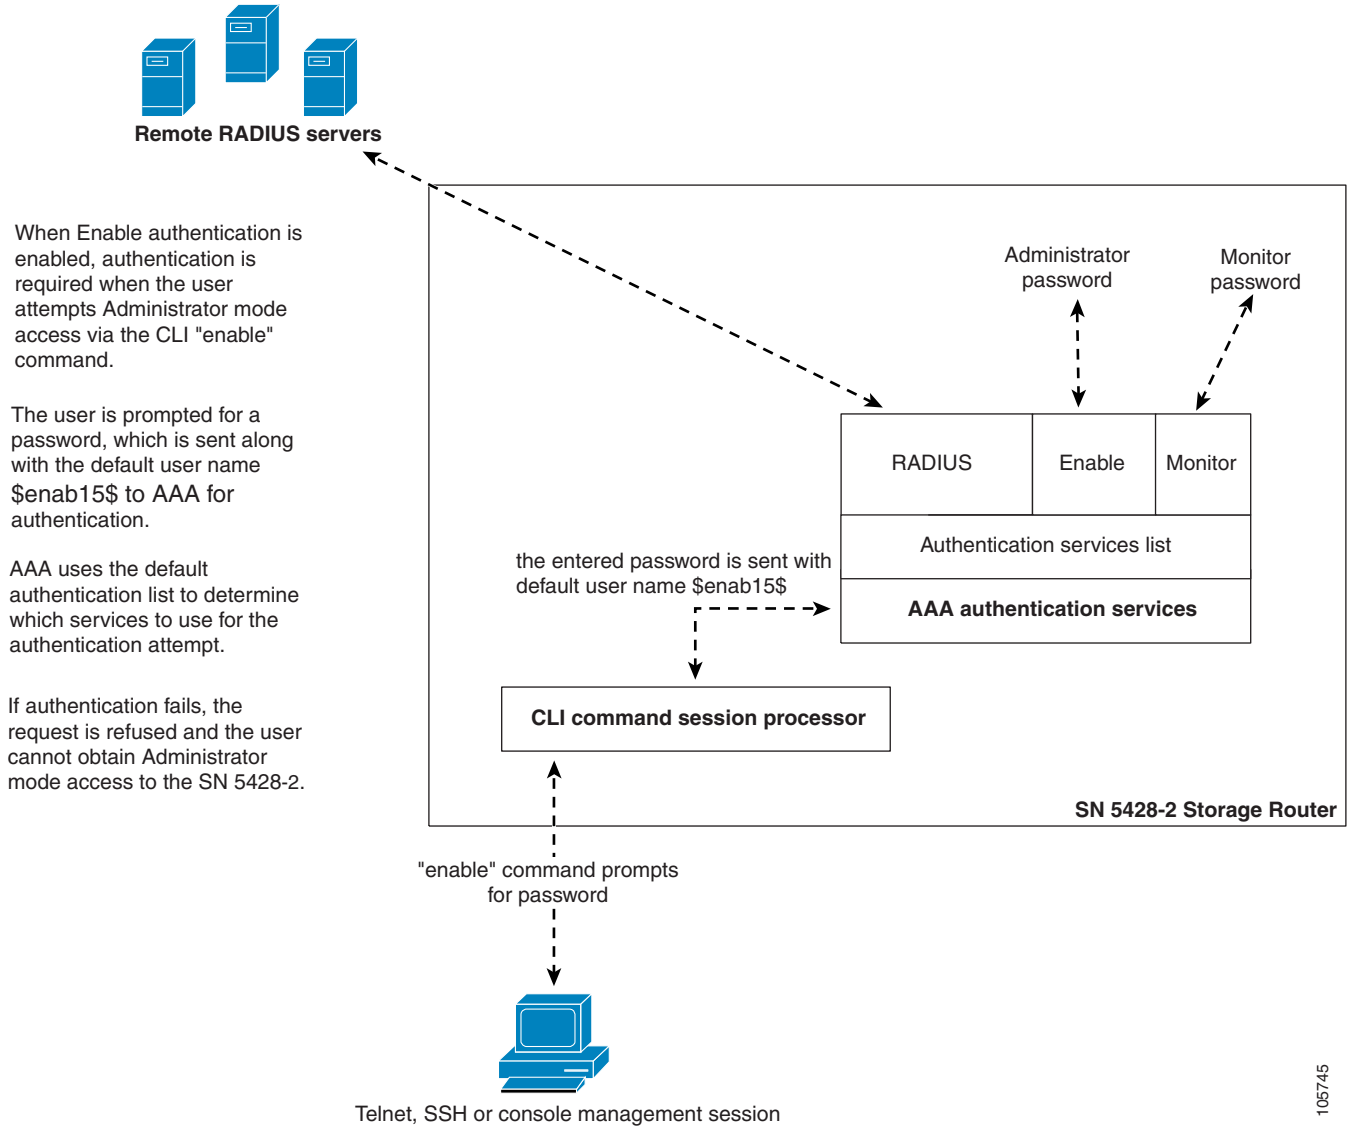 Remote RADIUS servers
When Enable authentication is
enabled, authentication is
required when the user
attempts Administrator mode
access via the CLI "enable"
command.
The user is prompted for a
password, which is sent along
with the default user name
$enab15$ to AAA for
authentication.
AAA uses the default
authentication list to determine
which services to use for the
authentication attempt.
If authentication fails, the
request is refused and the user
cannot obtain Administrator
mode access to the SN 5428-2.
Administrator
password
Monitor
password
RADIUS
Enable
Monitor
Authentication services list
AAA authentication services
the entered password is sent with
default user name $enab15$
CLI command session processor
SN 5428-2 Storage Router
"enable" command prompts
for password
Telnet, SSH or console management session
105745